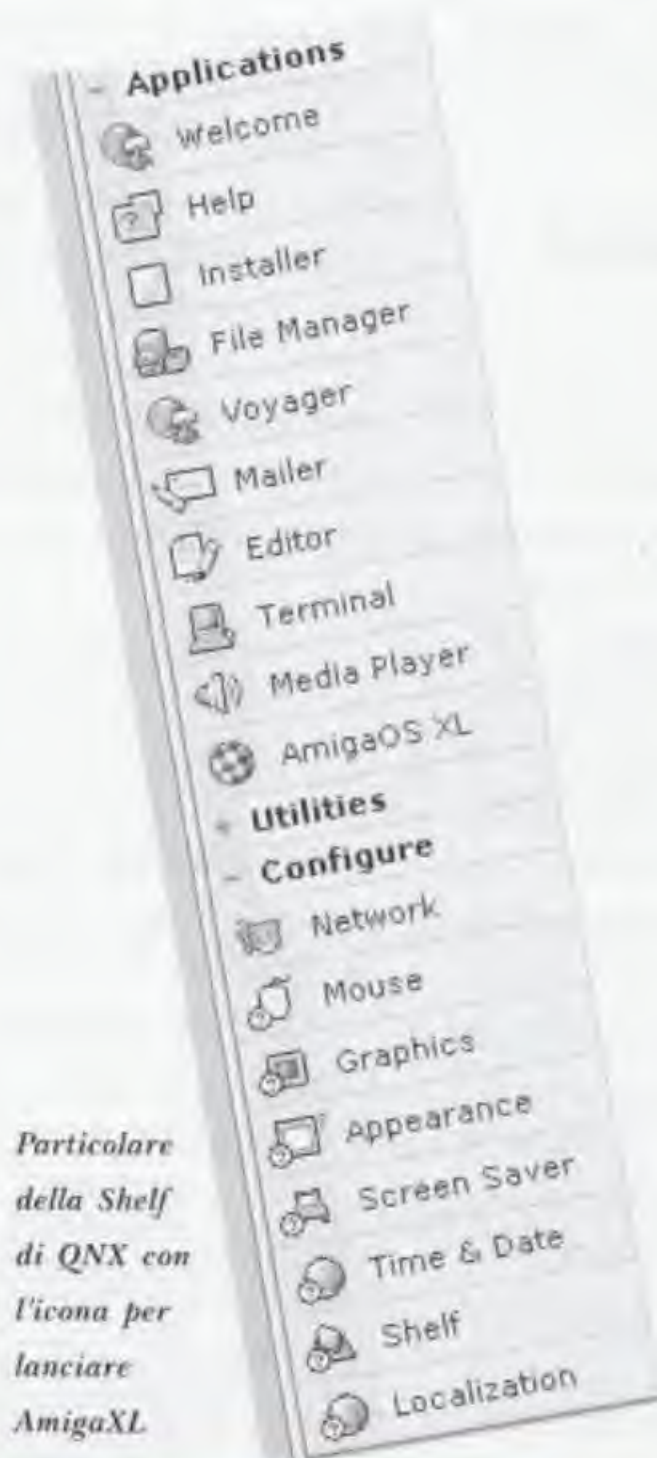 - Applications
Welcome
Help
Installer
File Manager
Voyager
Mailer
Editor
Terminal
Media Player
AmigaOS XL
+ Utilities
- Configure
Network
Mouse
Graphics
Appearance
Screen Saver
Time & Date
Shelf
Localization
Particolare
della Shelf
di QNX con
l'icona per
lanciare
AmigaXL